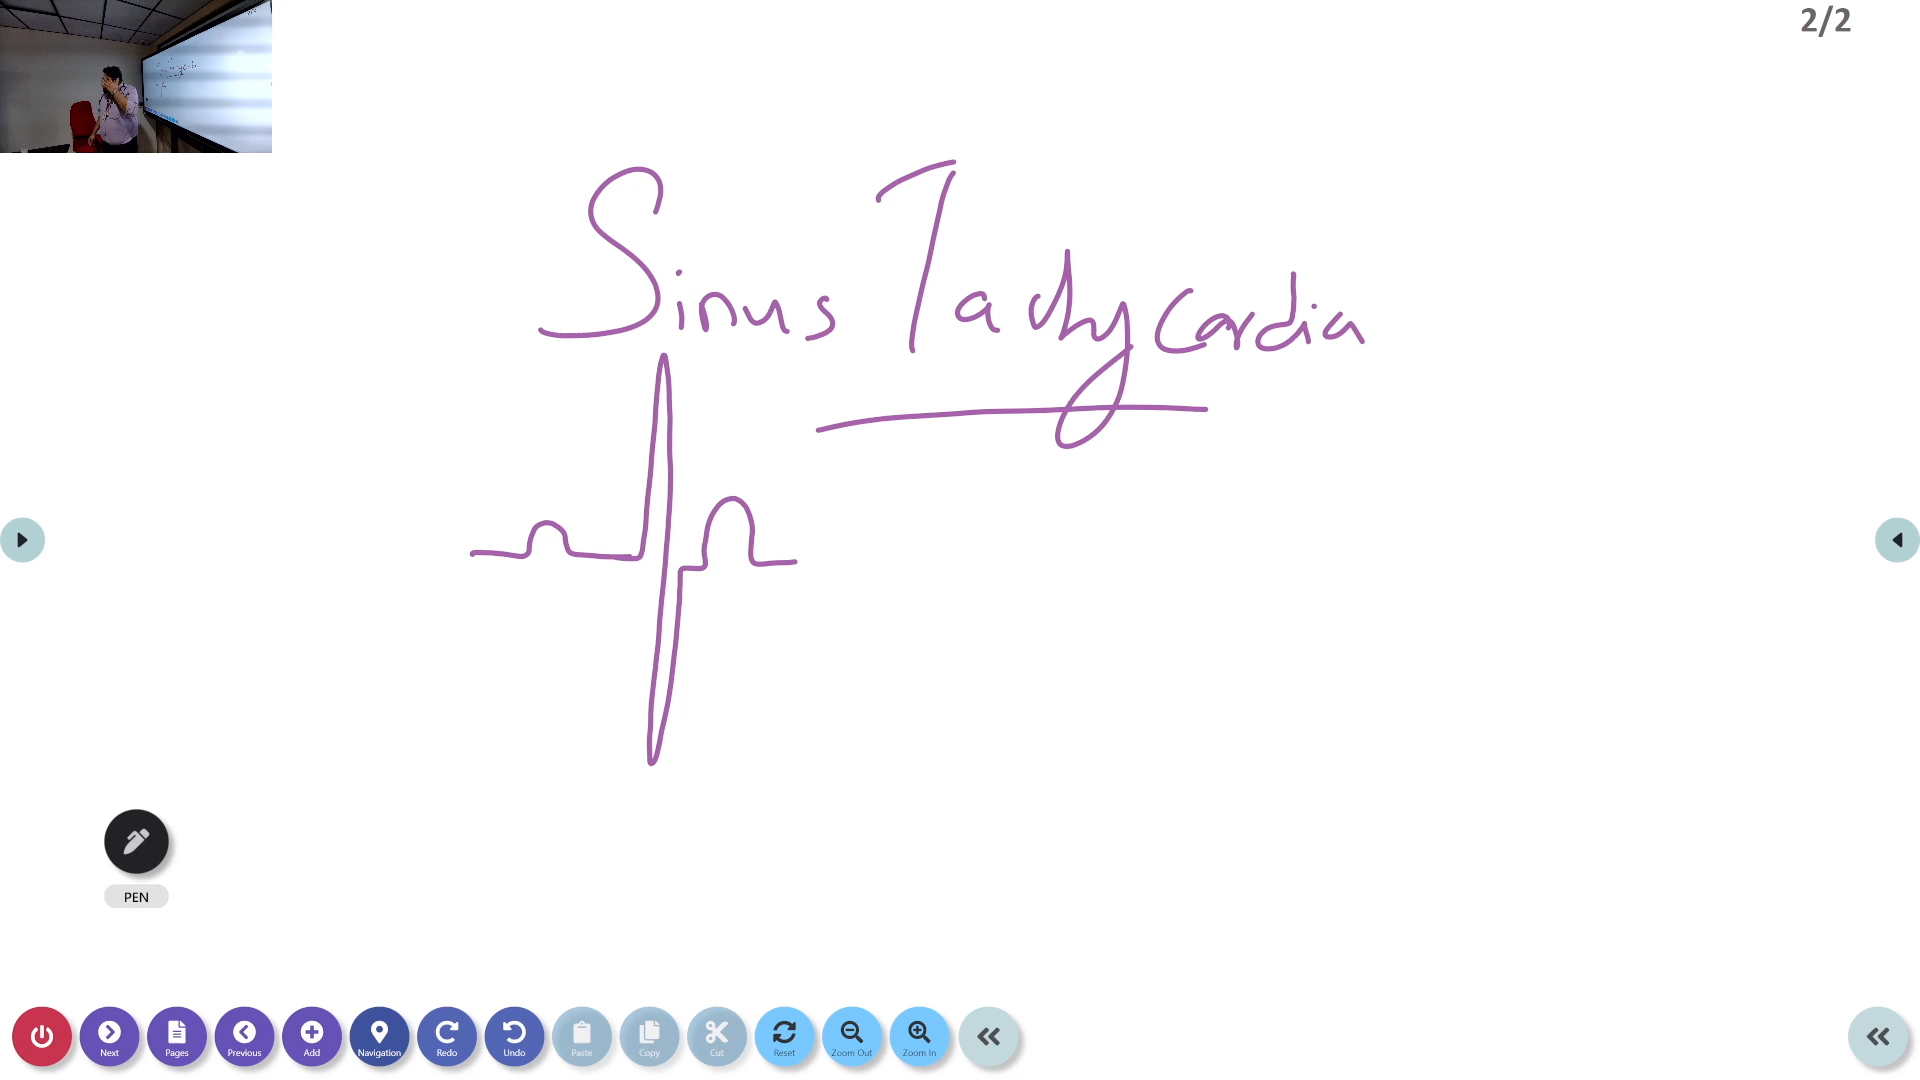 2/2
Sinus Tachycardia
PEN
Next
Pages
Previous
Add
Navigation
Redo
Undo
Paste
Copy
Cut
Reset
Zoom Out
Zoom In